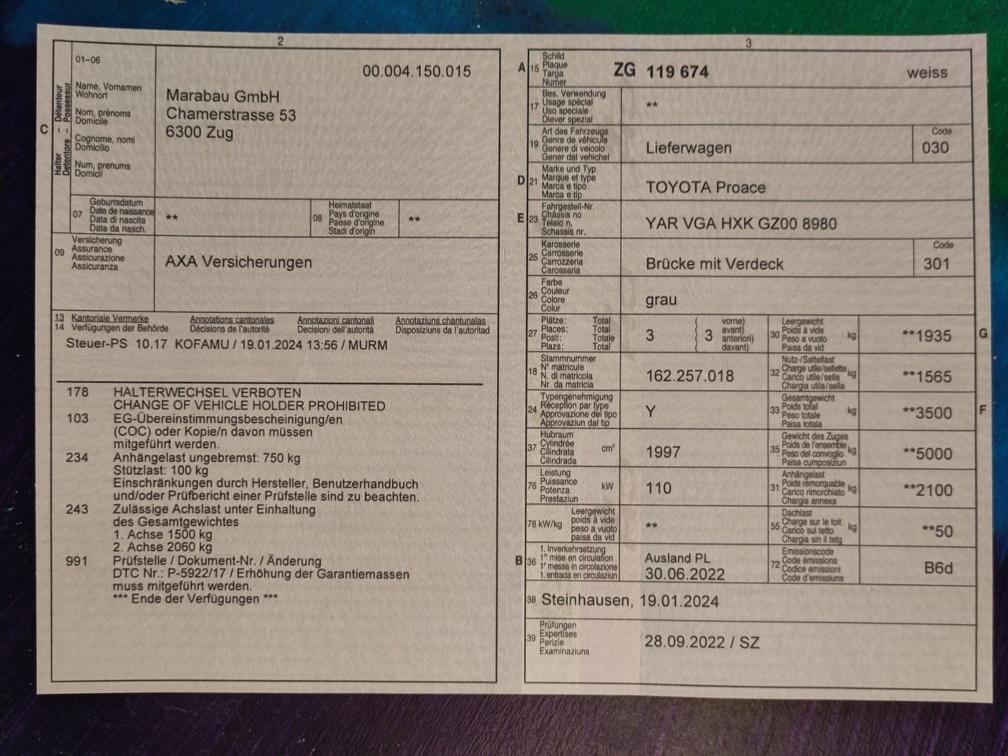 2
01-06
00.004.150.015
C
Halter – Détenteur
Detentore – Possessur
Name, Vornamen
Wohnort
Nom, prénoms
Domicile
Cognome, nomi
Domicilio
Num, prenums
Domicil
Marabau GmbH
Chamerstrasse 53
6300 Zug
07
Geburtsdatum
Date de naissance
Data di nascita
Data da nasch.
**
08
Heimatstaat
Pays d'origine
Paese d'origine
Stadi d'origin
**
09
Versicherung
Assurance
Assicurazione
Assicuranza
AXA Versicherungen
13 Kantonale Vermerke Annotations cantonales Annotazioni cantonali Annotaziuns chantunalas
14 Verfügungen der Behörde Décisions de l'autorité Decisioni dell'autorità Disposiziuns da l'autoritad
Steuer-PS 10.17 KOFAMU / 19.01.2024 13:56 / MURM
178 HALTERWECHSEL VERBOTEN
CHANGE OF VEHICLE HOLDER PROHIBITED
103 EG-Übereinstimmungsbescheinigung/en
(COC) oder Kopie/n davon müssen
mitgeführt werden.
234 Anhängelast ungebremst: 750 kg
Stützlast: 100 kg
Einschränkungen durch Hersteller, Benutzerhandbuch
und/oder Prüfbericht einer Prüfstelle sind zu beachten.
243 Zulässige Achslast unter Einhaltung
des Gesamtgewichtes
1. Achse 1500 kg
2. Achse 2060 kg
991 Prüfstelle / Dokument-Nr. / Änderung
DTC Nr.: P-5922/17 / Erhöhung der Garantiemassen
muss mitgeführt werden.
*** Ende der Verfügungen ***
3
A 15
Schild
Plaque
Targa
Numer
ZG 119 674 weiss
17
Bes. Verwendung
Usage spécial
Uso speciale
Diever spezial
**
19
Art des Fahrzeugs
Genre de véhicule
Genere di veicolo
Gener dal vehichel
Lieferwagen
Code
030
D 21
Marke und Typ
Marque et type
Marca e tipo
Marca e tip
TOYOTA Proace
E 23
Fahrgestell-Nr.
Châssis no
Telaio n.
Schassis nr.
YAR VGA HXK GZ00 8980
25
Karosserie
Carrosserie
Carrozzeria
Carossaria
Brücke mit Verdeck
Code
301
26
Farbe
Couleur
Colore
Colur
grau
27
Plätze: Total
Places: Total
Posti: Totale
Plazs: Total
3
3
vorne)
avant)
anteriori)
davant)
30
Leergewicht
Poids à vide
Peso a vuoto
Paisa da vid
kg
**1935
G
18
Stammnummer
N° matricule
N. di matricola
Nr. da matricla
162.257.018
32
Nutz-/Sattellast
Charge utile/sellette
Carico utile/sella
Chargia utila/sella
kg
**1565
24
Typengenehmigung
Réception par type
Approvazione del tipo
Approvaziun dal tip
Y
33
Gesamtgewicht
Poids total
Peso totale
Paisa totala
kg
**3500
F
37
Hubraum
Cylindrée
Cilindrata
Cilindrada
cm³
1997
35
Gewicht des Zuges
Poids de l'ensemble
Peso del convoglio
Paisa cumposiziun
kg
**5000
76
Leistung
Puissance
Potenza
Prestaziun
kW
110
31
Anhängelast
Poids remorquable
Carico rimorchiato
Chargia annexa
kg
**2100
78 kW/kg
Leergewicht
poids à vide
peso a vuoto
paisa da vid
**
55
Dachlast
Charge sur le toit
Carico sul tetto
Chargia sin il tetg
kg
**50
B 36
1. Inverkehrsetzung
1re mise en circulation
1a messa in circolazione
1. entrada en circulaziun
Ausland PL
30.06.2022
72
Emissionscode
Code émissions
Codice emissioni
Code d'emissiuns
B6d
38 Steinhausen, 19.01.2024
39
Prüfungen
Expertises
Perizie
Examinaziuns
28.09.2022 / SZ